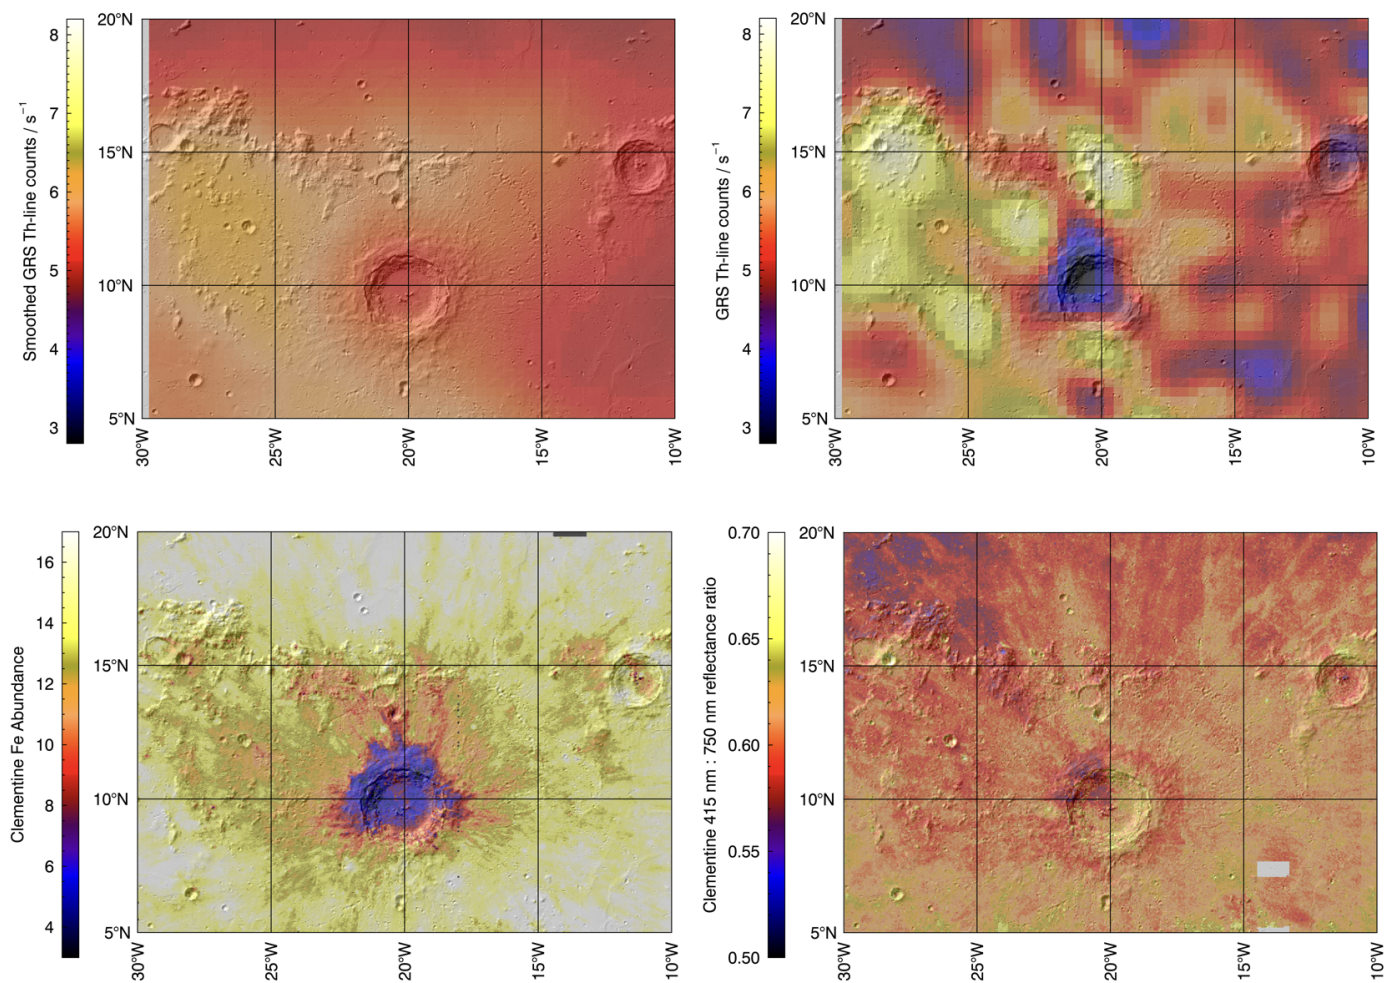 Smoothed GRS Th-line counts / s⁻¹
8
7
6
5
4
3
20°N
15°N
10°N
5°N
30°W
25°W
20°W
15°W
10°W
GRS Th-line counts / s⁻¹
8
7
6
5
4
3
20°N
15°N
10°N
5°N
30°W
25°W
20°W
15°W
10°W
Clementine Fe Abundance
16
14
12
10
8
6
4
20°N
15°N
10°N
5°N
30°W
25°W
20°W
15°W
10°W
Clementine 415 nm : 750 nm reflectance ratio
0.70
0.65
0.60
0.55
0.50
20°N
15°N
10°N
5°N
30°W
25°W
20°W
15°W
10°W